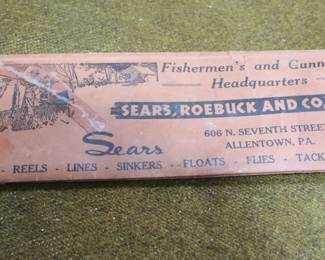 Fishermen's and Gunn
Headquarters
SEARS, ROEBUCK AND CO.
Sears
606 N. SEVENTH STREE
ALLENTOWN, PA.
- REELS - LINES - SINKERS - FLOATS - FLIES - TACK